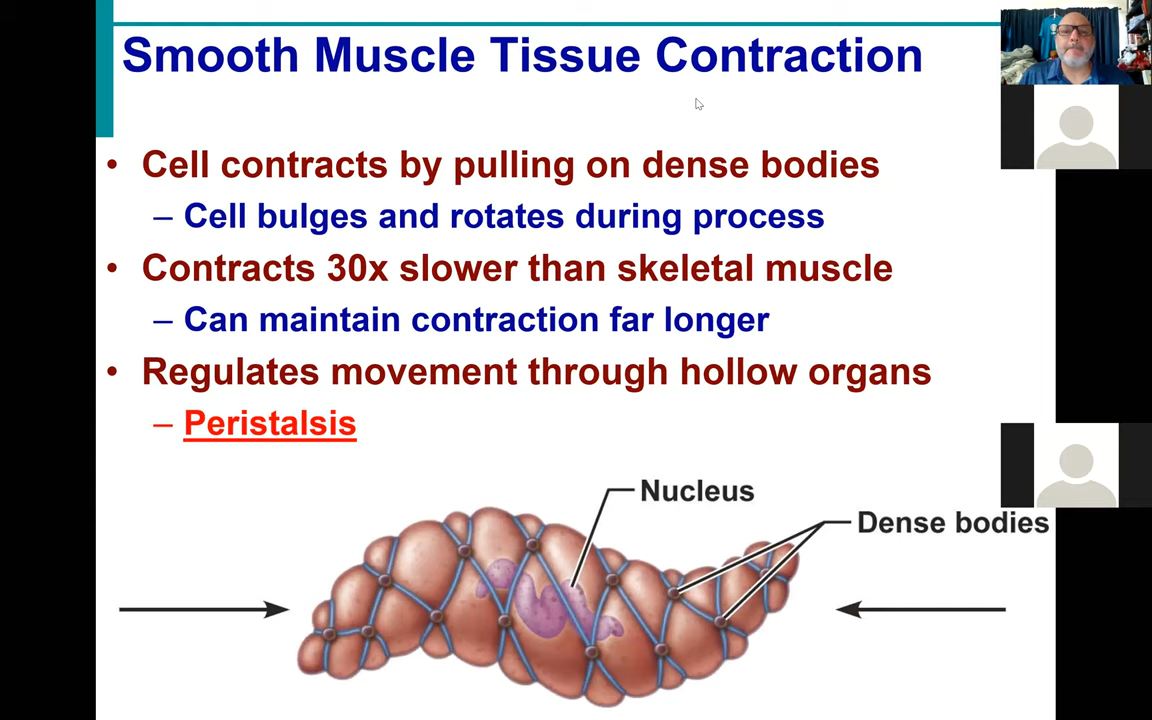 Smooth Muscle Tissue Contraction
• Cell contracts by pulling on dense bodies
– Cell bulges and rotates during process
• Contracts 30x slower than skeletal muscle
– Can maintain contraction far longer
• Regulates movement through hollow organs
– Peristalsis
Nucleus
Dense bodies